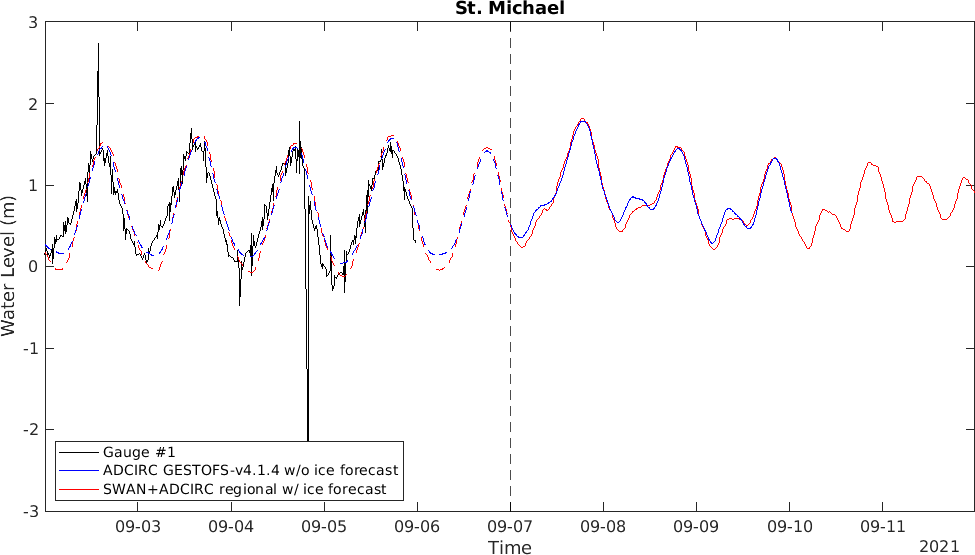 St. Michael
3
2
1
0
-1
-2
-3
Water Level (m)
Gauge #1
ADCIRC GESTOFS-v4.1.4 w/o ice forecast
SWAN+ADCIRC regional w/ ice forecast
09-03 09-04 09-05 09-06 09-07 09-08 09-09 09-10 09-11
Time
2021